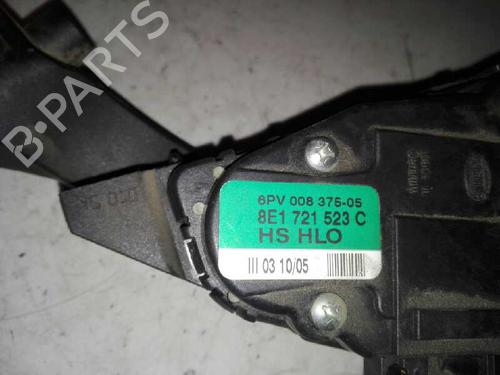 B-PARTS
6PV 008 375-05
8E1 721 523 C
HS HLO
III 03 10/05